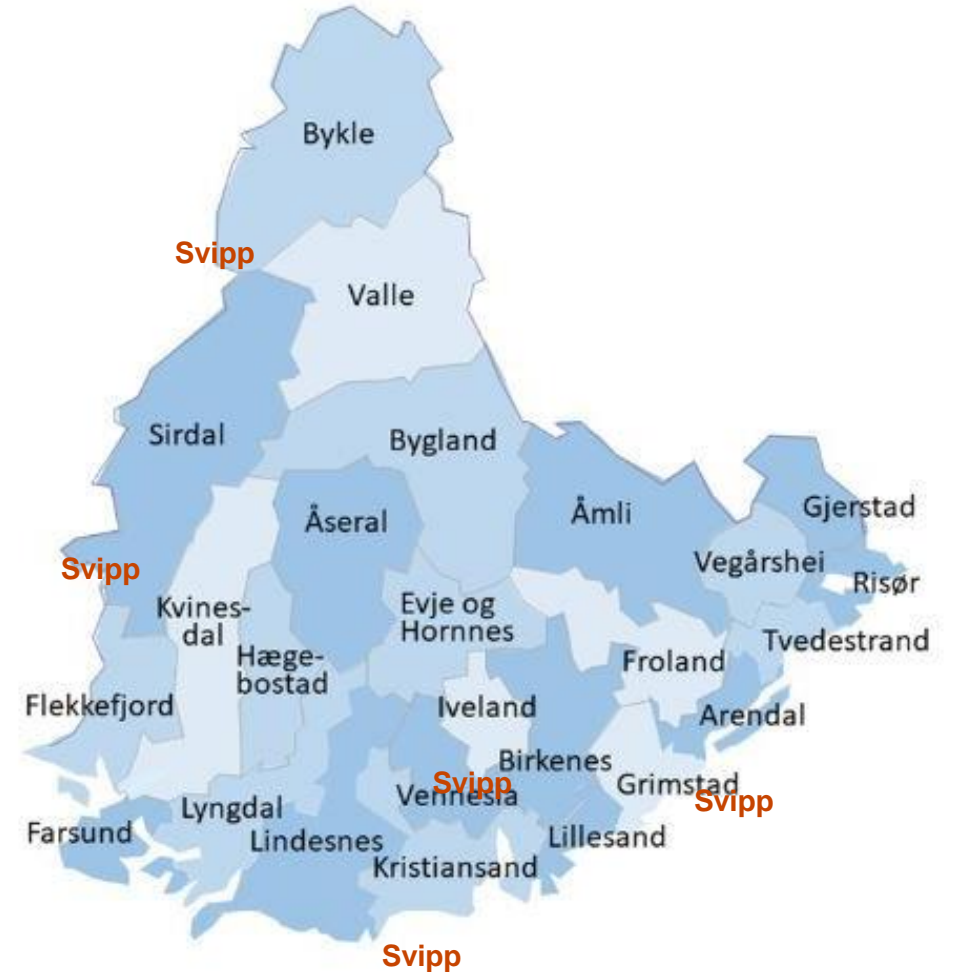 Bykle
Svipp
Valle
Sirdal
Bygland
Åseral
Åmli
Gjerstad
Vegårshei
Svipp
Risør
Kvines-
dal
Evje og
Hornnes
Tvedestrand
Hæge-
bostad
Froland
Flekkefjord
Iveland
Arendal
Birkenes
Svipp
Grimstad
Vennesla
Svipp
Lyngdal
Farsund
Lindesnes
Lillesand
Kristiansand
Svipp